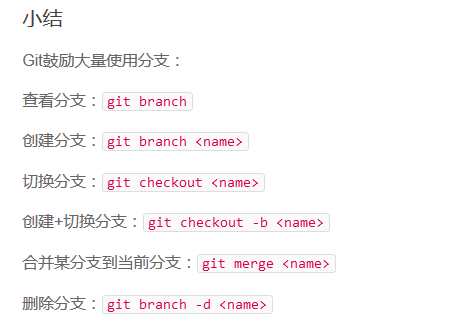 小结
Git鼓励大量使用分支：
查看分支：git branch
创建分支：git branch <name>
切换分支：git checkout <name>
创建+切换分支：git checkout -b <name>
合并某分支到当前分支：git merge <name>
删除分支：git branch -d <name>